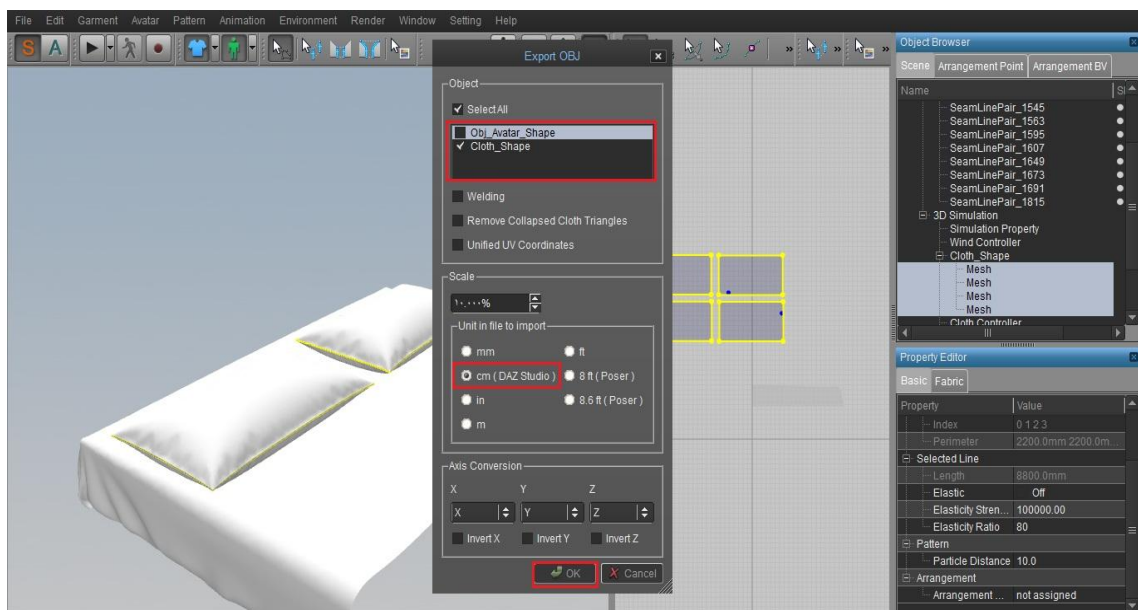 File Edit Garment Avatar Pattern Animation Environment Render Window Setting Help
S A
Export OBJ
Object
Select All
Obj_Avatar_Shape
Cloth_Shape
Welding
Remove Collapsed Cloth Triangles
Unified UV Coordinates
Scale
١٠.٠٠٠%
Unit in file to import
mm ft
cm ( DAZ Studio ) 8 ft ( Poser )
in 8.6 ft ( Poser )
m
Axis Conversion
X Y Z
X Y Z
Invert X Invert Y Invert Z
OK Cancel
Object Browser
Scene Arrangement Point Arrangement BV
Name
SeamLinePair_1545
SeamLinePair_1563
SeamLinePair_1595
SeamLinePair_1607
SeamLinePair_1649
SeamLinePair_1673
SeamLinePair_1691
SeamLinePair_1815
3D Simulation
Simulation Property
Wind Controller
Cloth_Shape
Mesh
Mesh
Mesh
Mesh
Cloth Controller
Property Editor
Basic Fabric
Property Value
Index 0 1 2 3
Perimeter 2200.0mm 2200.0m...
Selected Line
Length 8800.0mm
Elastic Off
Elasticity Stren... 100000.00
Elasticity Ratio 80
Pattern
Particle Distance 10.0
Arrangement
Arrangement ... not assigned